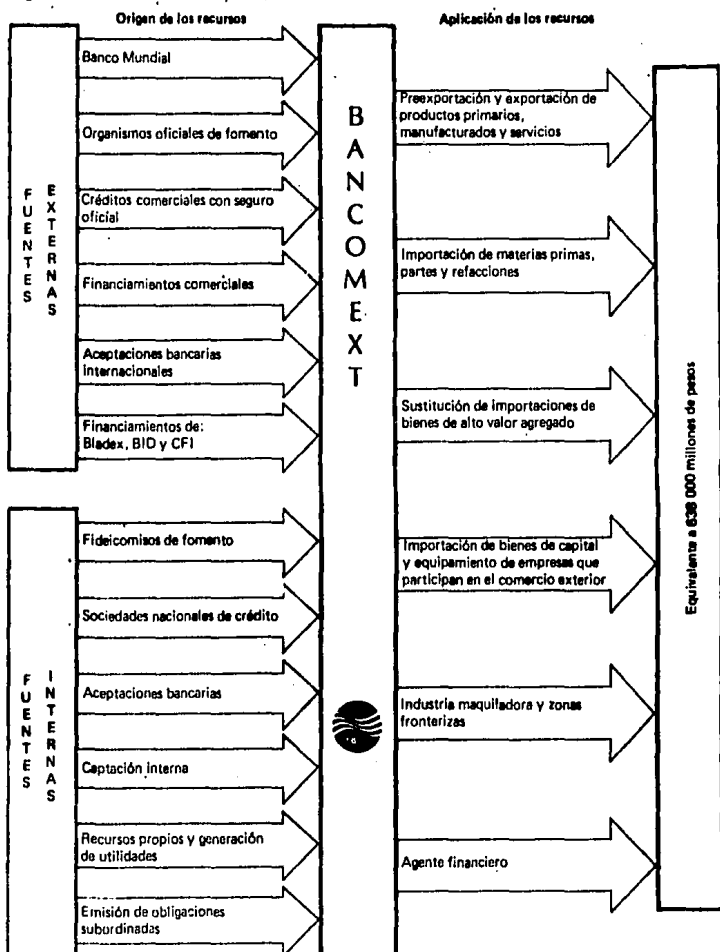 Origen de los recursos
Aplicación de los recursos
FUENTES
EXTERNAS
Banco Mundial
Organismos oficiales de fomento
Créditos comerciales con seguro
oficial
Financiamientos comerciales
Aceptaciones bancarias
internacionales
Financiamientos de:
Bladex, BID y CFI
FUENTES
INTERNAS
Fideicomisos de fomento
Sociedades nacionales de crédito
Aceptaciones bancarias
Captación interna
Recursos propios y generación
de utilidades
Emisión de obligaciones
subordinadas
BANCOMEXT
Preexportación y exportación de
productos primarios,
manufacturados y servicios
Importación de materias primas,
partes y refacciones
Sustitución de importaciones de
bienes de alto valor agregado
Importación de bienes de capital
y equipamiento de empresas que
participan en el comercio exterior
Industria maquiladora y zonas
fronterizas
Agente financiero
Equivalente a 638 000 millones de pesos